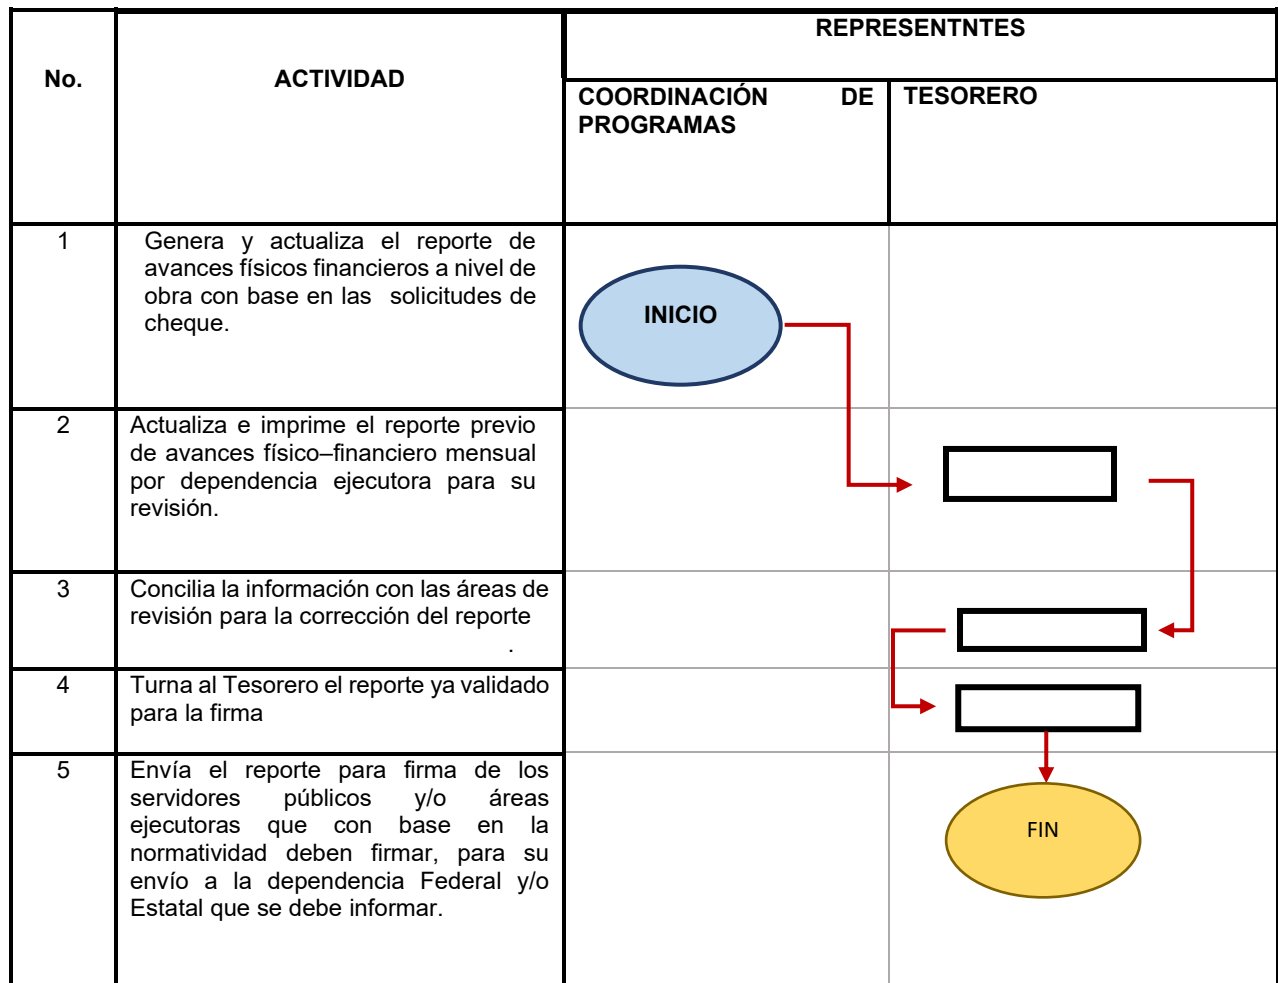 REPRESENTNTES
No.
ACTIVIDAD
COORDINACIÓN DE
PROGRAMAS
TESORERO
1
Genera y actualiza el reporte de
avances físicos financieros a nivel de
obra con base en las solicitudes de
cheque.
INICIO
2
Actualiza e imprime el reporte previo
de avances físico–financiero mensual
por dependencia ejecutora para su
revisión.
3
Concilia la información con las áreas de
revisión para la corrección del reporte
.
4
Turna al Tesorero el reporte ya validado
para la firma
5
Envía el reporte para firma de los
servidores públicos y/o áreas
ejecutoras que con base en la
normatividad deben firmar, para su
envío a la dependencia Federal y/o
Estatal que se debe informar.
FIN